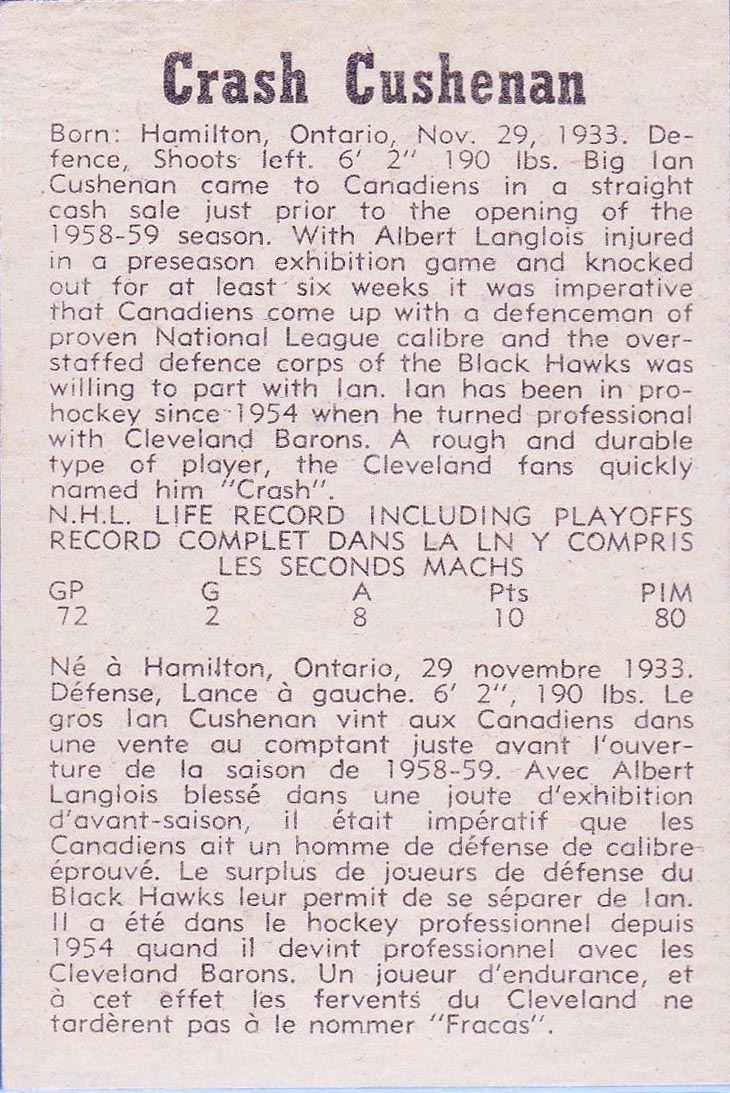 Crash Cushenan
Born: Hamilton, Ontario, Nov. 29, 1933. De-
fence, Shoots left. 6' 2" 190 lbs. Big Ian
Cushenan came to Canadiens in a straight
cash sale just prior to the opening of the
1958-59 season. With Albert Langlois injured
in a preseason exhibition game and knocked
out for at least six weeks it was imperative
that Canadiens come up with a defenceman of
proven National League calibre and the over-
staffed defence corps of the Black Hawks was
willing to part with Ian. Ian has been in pro-
hockey since 1954 when he turned professional
with Cleveland Barons. A rough and durable
type of player, the Cleveland fans quickly
named him "Crash".
N.H.L. LIFE RECORD INCLUDING PLAYOFFS
RECORD COMPLET DANS LA LN Y COMPRIS
LES SECONDS MACHS
GP G A Pts PIM
72 2 8 10 80
Né à Hamilton, Ontario, 29 novembre 1933.
Défense, Lance à gauche. 6' 2", 190 lbs. Le
gros Ian Cushenan vint aux Canadiens dans
une vente au comptant juste avant l'ouver-
ture de la saison de 1958-59. Avec Albert
Langlois blessé dans une joute d'exhibition
d'avant-saison, il était impératif que les
Canadiens ait un homme de défense de calibre
éprouvé. Le surplus de joueurs de défense du
Black Hawks leur permit de se séparer de Ian.
Il a été dans le hockey professionnel depuis
1954 quand il devint professionnel avec les
Cleveland Barons. Un joueur d'endurance, et
à cet effet les fervents du Cleveland ne
tardèrent pas à le nommer "Fracas".